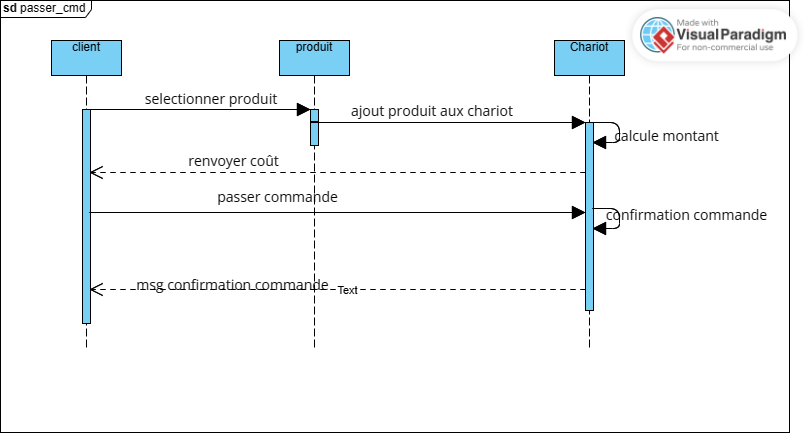 sd passer_cmd
Made with
Visual Paradigm
For non-commercial use
client
produit
Chariot
selectionner produit
ajout produit aux chariot
calcule montant
renvoyer coût
passer commande
confirmation commande
msg confirmation commande
Text